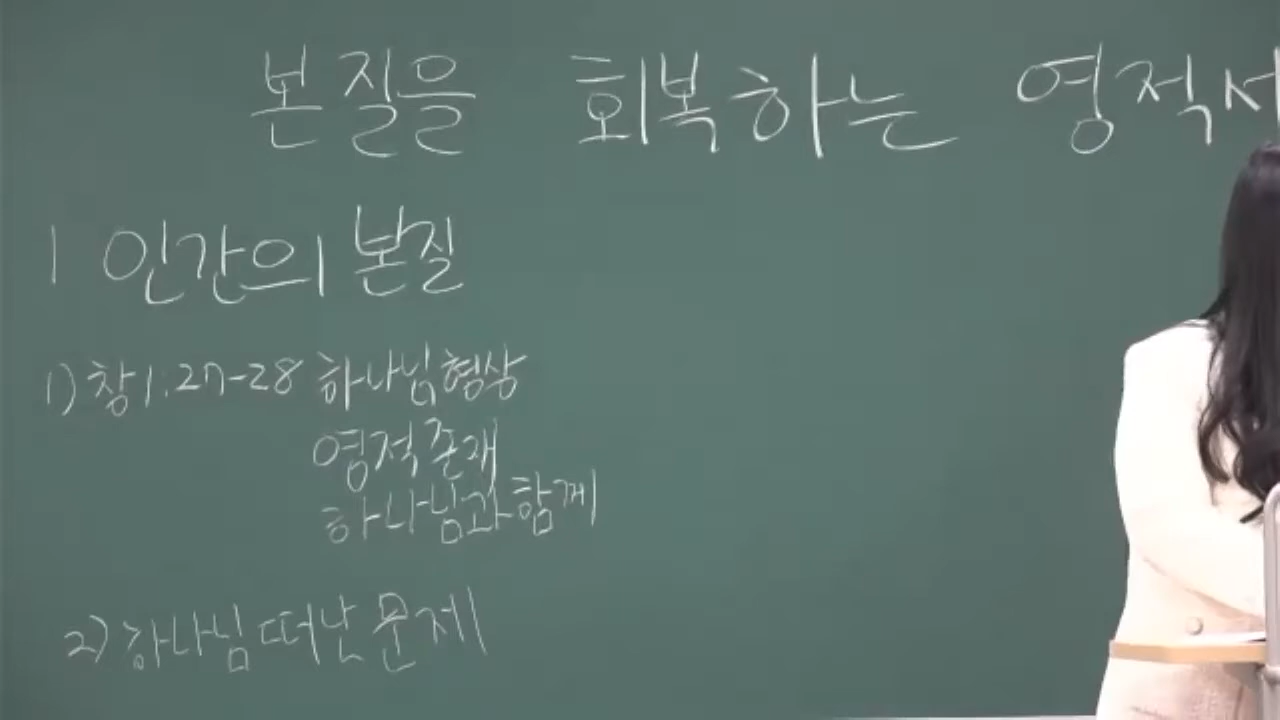 본질을 회복하는 영적
1 인간의 본질
1) 창1.27-28 하나님 형상
영적존재
하나님과 함께
2) 하나님 떠난 문제